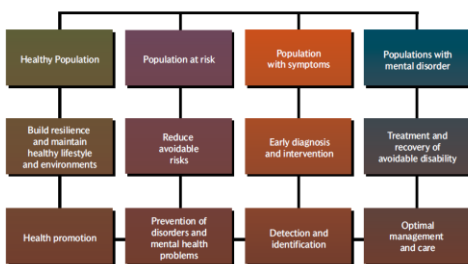 Healthy Population
Population at risk
Population
with symptoms
Populations with
mental disorder
Build resilience
and maintain
healthy lifestyle
and environments
Reduce
avoidable
risks
Early diagnosis
and intervention
Treatment and
recovery of
avoidable disability
Health promotion
Prevention of
disorders and
mental health
problems
Detection and
identification
Optimal
management
and care